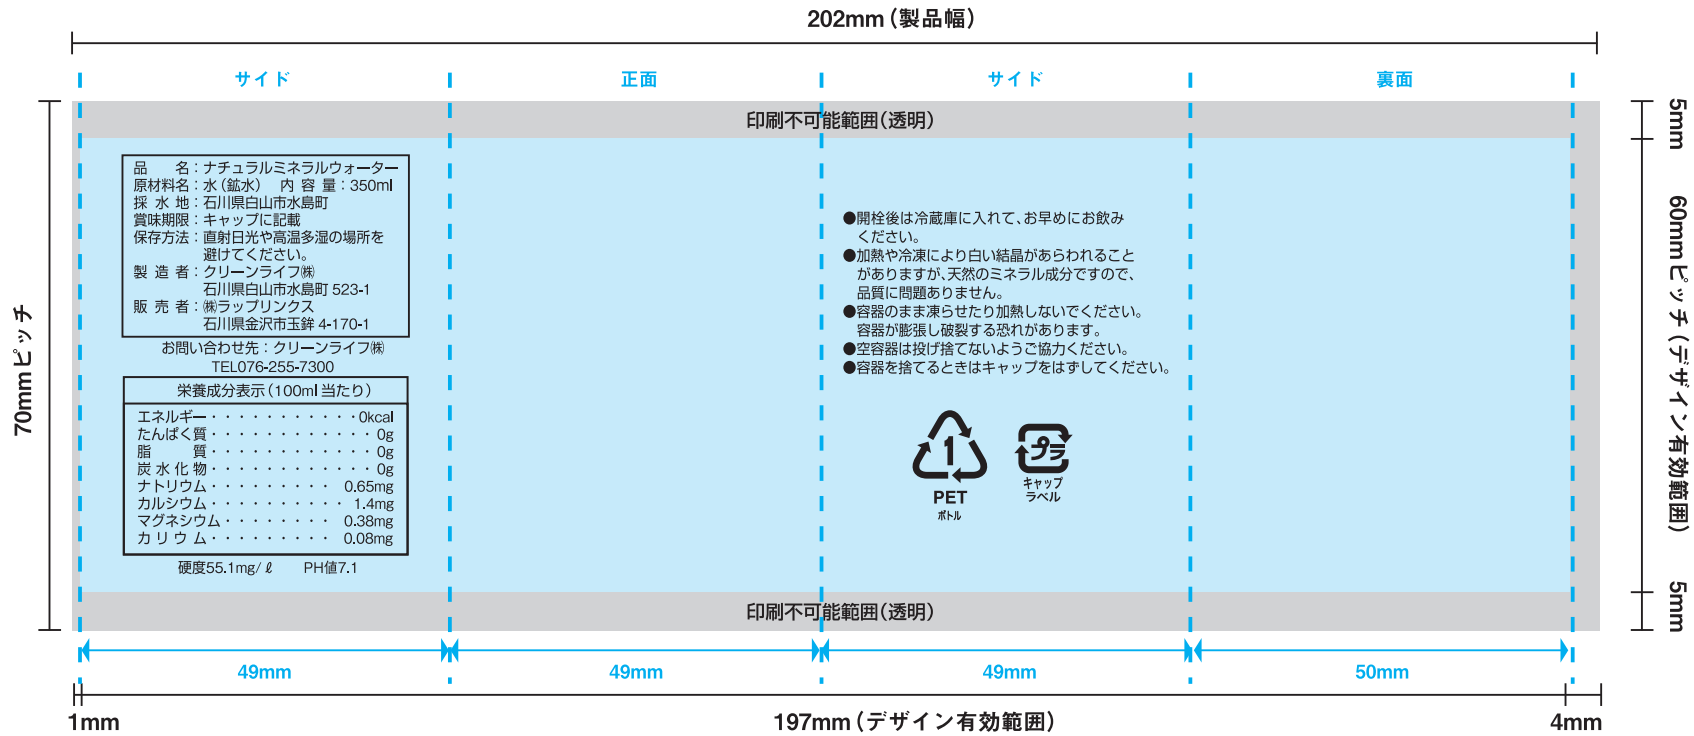 202mm（製品幅）
サイド
正面
サイド
裏面
印刷不可能範囲（透明）
5mm
60mmピッチ（デザイン有効範囲）
5mm
70mmピッチ
品　名：ナチュラルミネラルウォーター
原材料名：水（鉱水）　内容量：350ml
採水地：石川県白山市水島町
賞味期限：キャップに記載
保存方法：直射日光や高温多湿の場所を
避けてください。
製造者：クリーンライフ㈱
石川県白山市水島町 523-1
販売者：㈱ラップリンクス
石川県金沢市玉鉾 4-170-1
お問い合わせ先：クリーンライフ㈱
TEL076-255-7300
栄養成分表示（100ml 当たり）
エネルギー・・・・・・・・・・・0kcal
たんぱく質・・・・・・・・・・・・0g
脂　質・・・・・・・・・・・・0g
炭水化物・・・・・・・・・・・・0g
ナトリウム・・・・・・・・・ 0.65mg
カルシウム・・・・・・・・・・ 1.4mg
マグネシウム・・・・・・・・ 0.38mg
カリウム・・・・・・・・・ 0.08mg
硬度55.1mg/ℓ　PH値7.1
●開栓後は冷蔵庫に入れて、お早めにお飲み
ください。
●加熱や冷凍により白い結晶があらわれること
がありますが、天然のミネラル成分ですので、
品質に問題ありません。
●容器のまま凍らせたり加熱しないでください。
容器が膨張し破裂する恐れがあります。
●空容器は投げ捨てないようご協力ください。
●容器を捨てるときはキャップをはずしてください。
1
PET
ボトル
プラ
キャップ
ラベル
印刷不可能範囲（透明）
49mm
49mm
49mm
50mm
1mm
197mm（デザイン有効範囲）
4mm